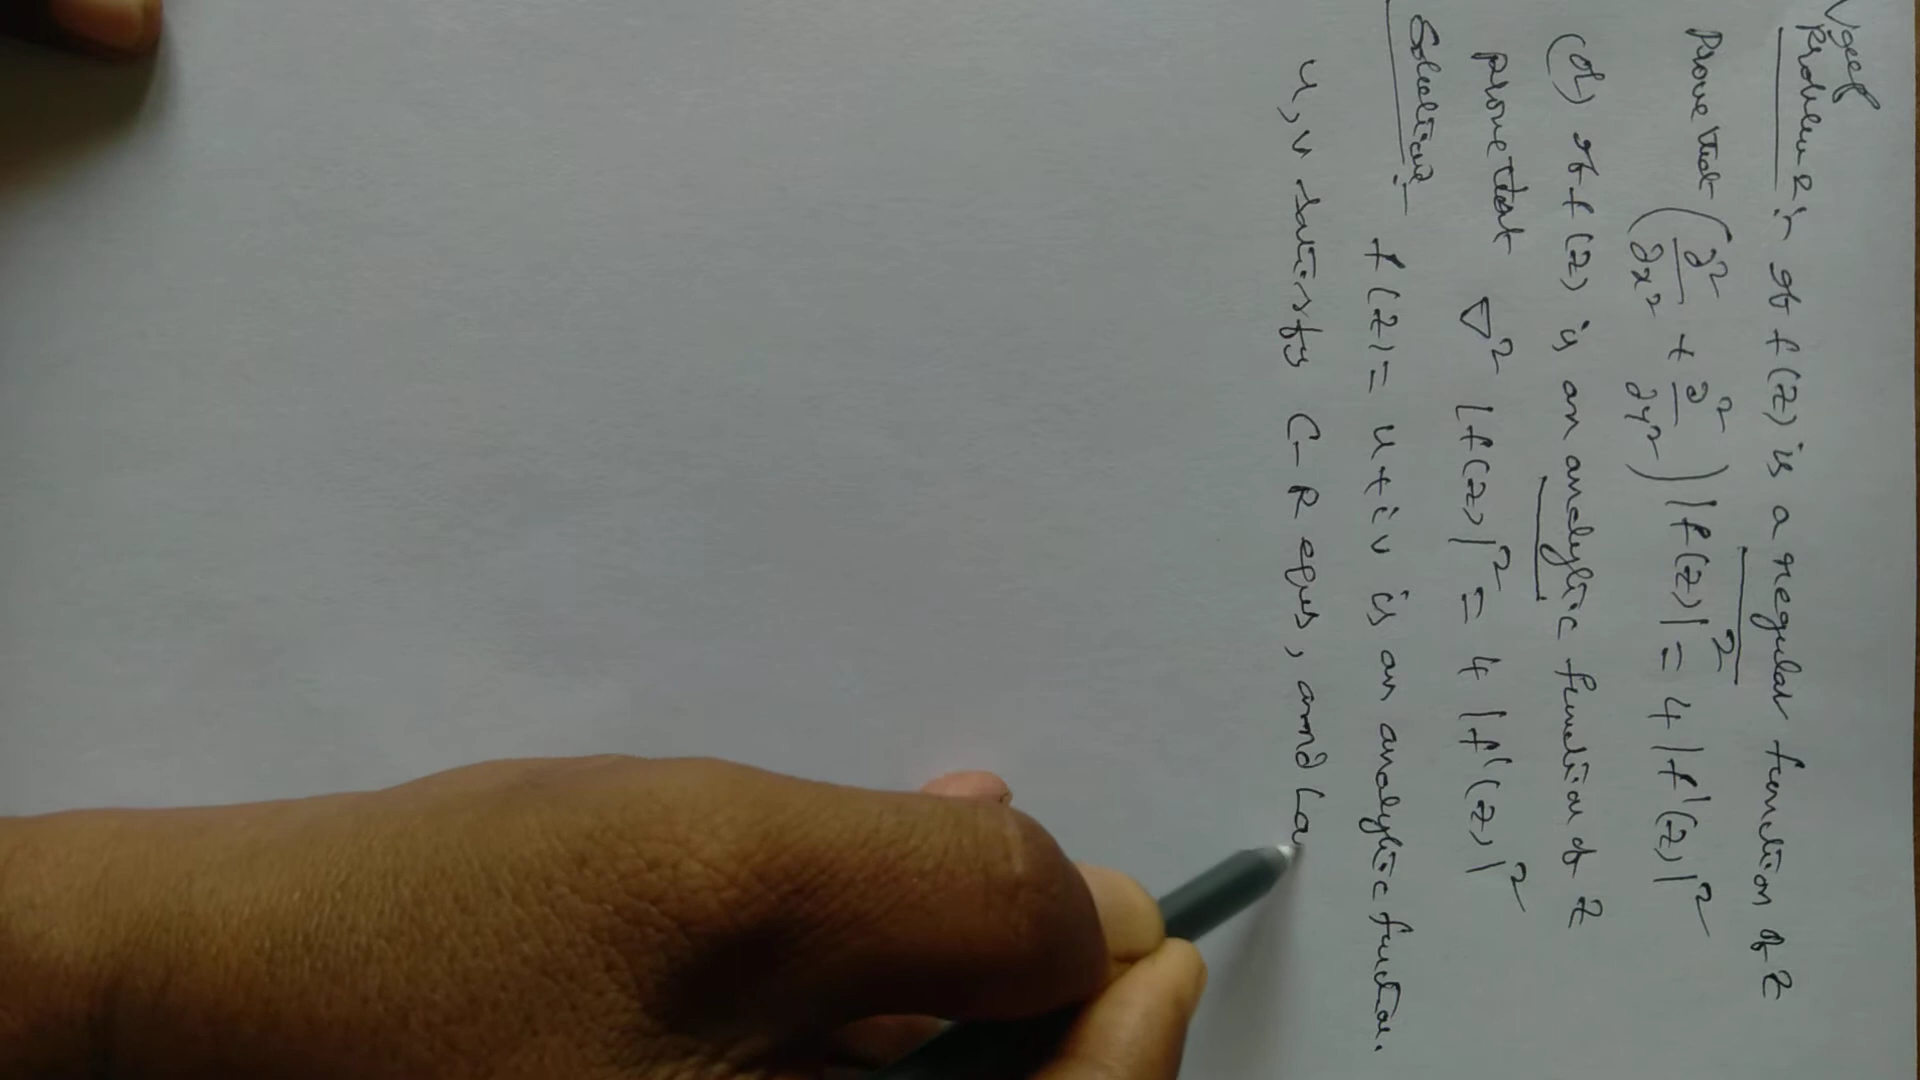 Problem 2:- If f(z) is a regular function of z
Prove that (∂²/∂x² + ∂²/∂y²) |f(z)|² = 4 |f'(z)|²
(or) If f(z) is an analytic function of z
prove that ∇² |f(z)|² = 4 |f'(z)|²
Solution:- f(z) = u+iv is an analytic function.
u, v satisfy C-R eqns, and La